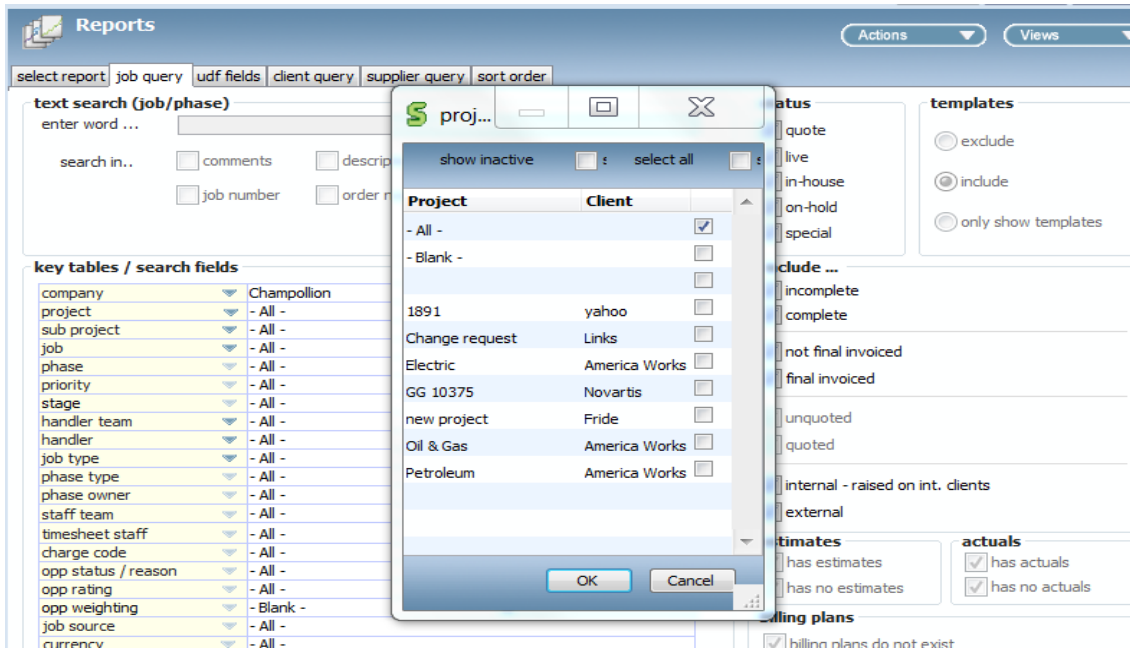 Reports
Actions
Views
select report job query udf fields client query supplier query sort order
text search (job/phase)
enter word ...
search in..
comments
descrip
job number
order n
key tables / search fields
company Champollion
project - All -
sub project - All -
job - All -
phase - All -
priority - All -
stage - All -
handler team - All -
handler - All -
job type - All -
phase type - All -
phase owner - All -
staff team - All -
timesheet staff - All -
charge code - All -
opp status / reason - All -
opp rating - All -
opp weighting - Blank -
job source - All -
currency - All -
proj...
show inactive
select all
Project Client
- All -
- Blank -
1891 yahoo
Change request Links
Electric America Works
GG 10375 Novartis
new project Fride
Oil & Gas America Works
Petroleum America Works
OK
Cancel
atus
quote
live
in-house
on-hold
special
templates
exclude
include
only show templates
clude ...
incomplete
complete
not final invoiced
final invoiced
unquoted
quoted
internal - raised on int. clients
external
timates
has estimates
has no estimates
actuals
has actuals
has no actuals
billing plans
billing plans do not exist